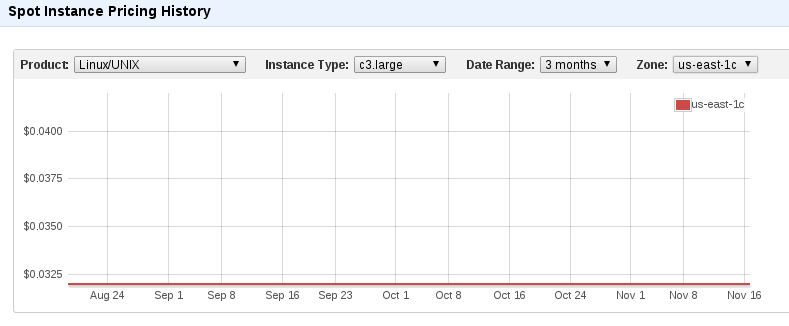 Spot Instance Pricing History
Product: Linux/UNIX Instance Type: c3.large Date Range: 3 months Zone: us-east-1c
us-east-1c
$0.0400
$0.0375
$0.0350
$0.0325
Aug 24 Sep 1 Sep 8 Sep 16 Sep 23 Oct 1 Oct 8 Oct 16 Oct 24 Nov 1 Nov 8 Nov 16